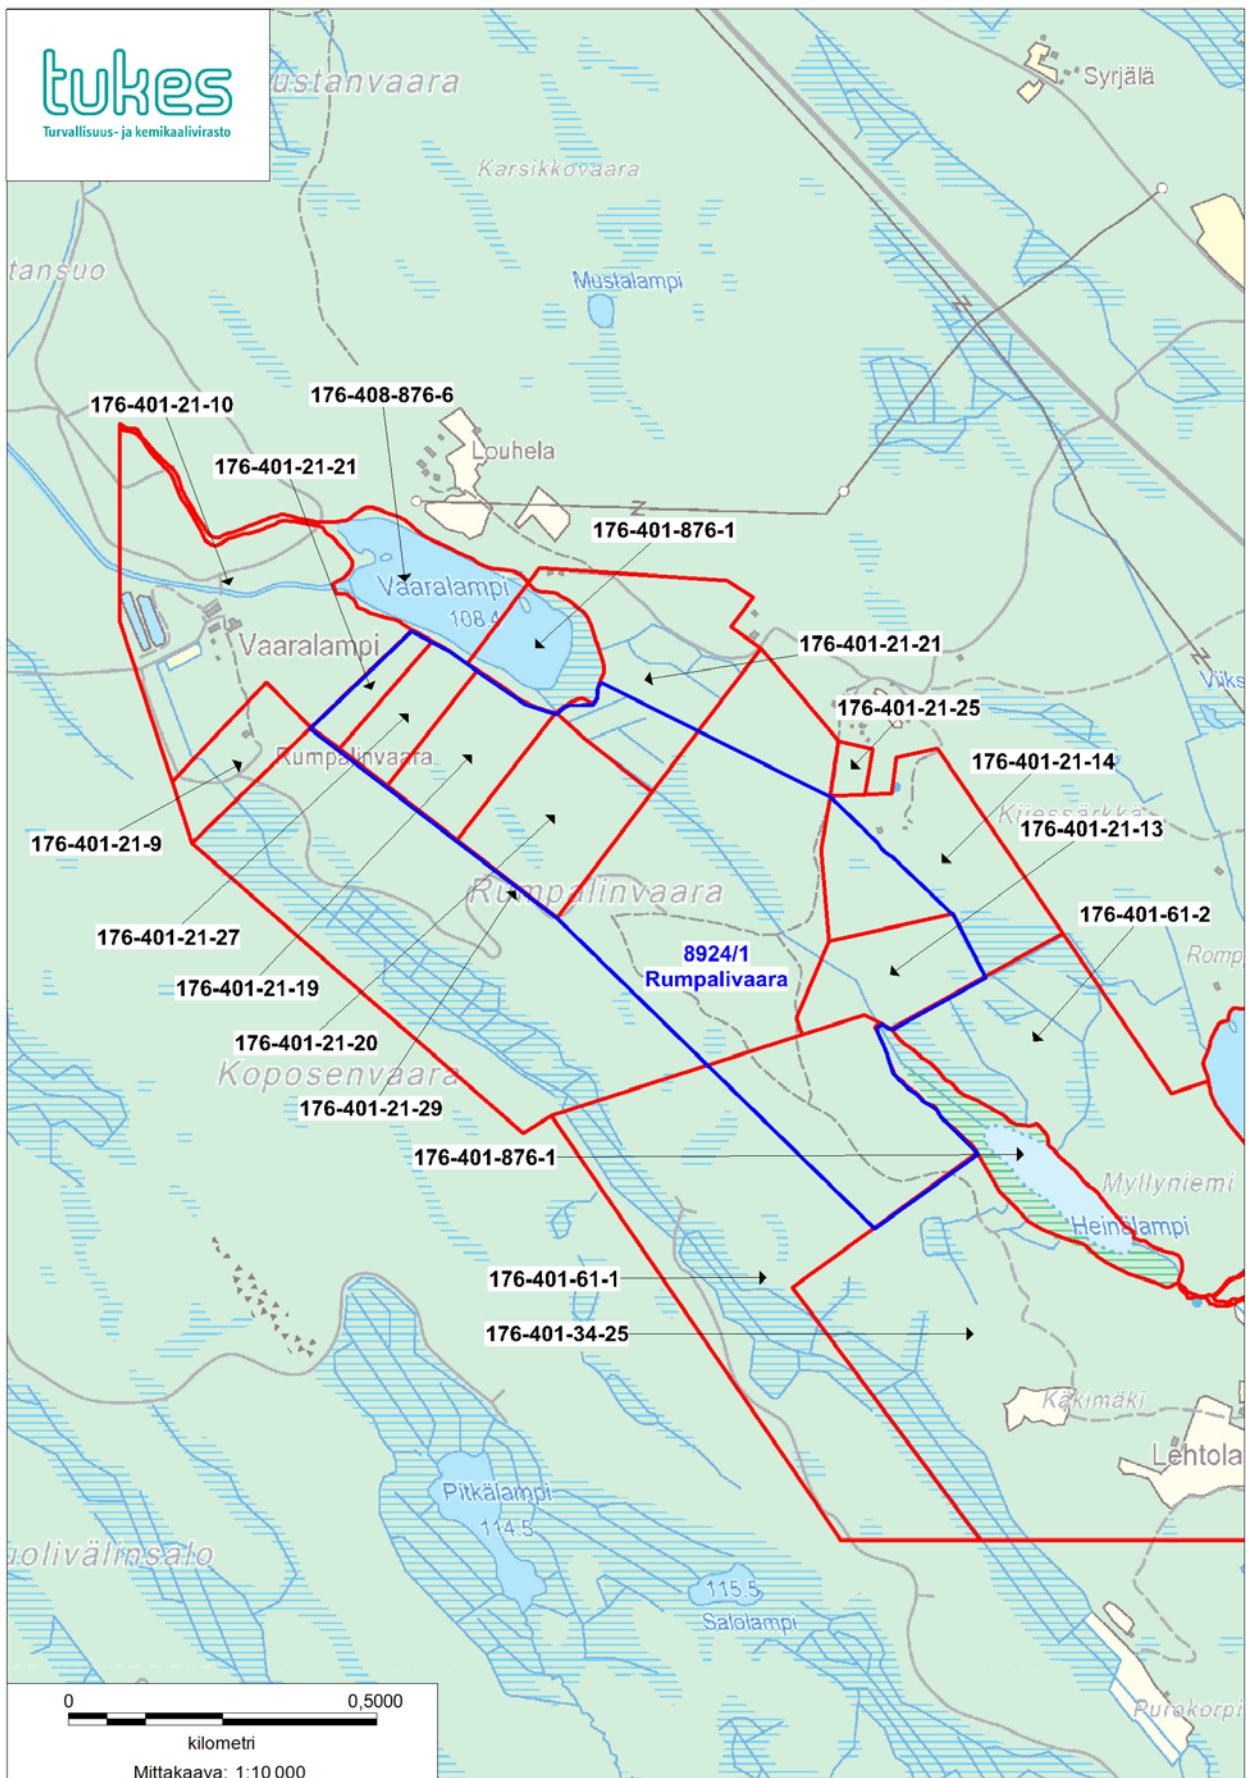 tukes
Turvallisuus- ja kemikaalivirasto
ustanvaara
Syrjälä
Karsikkovaara
tansuo
Mustalampi
176-401-21-10
176-408-876-6
Louhela
176-401-21-21
176-401-876-1
Vaaralampi
108.4
Vaaralampi
176-401-21-21
Viiks
176-401-21-25
Rumpalinvaara
176-401-21-14
Kiiessärkkä
176-401-21-13
176-401-21-9
Rumpalinvaara
176-401-61-2
176-401-21-27
8924/1
Rumpalivaara
Romp
176-401-21-19
176-401-21-20
Koposenvaara
176-401-21-29
176-401-876-1
Myllyniemi
Heinälampi
176-401-61-1
176-401-34-25
Käkimäki
Lehtola
Pitkälampi
114.5
uolivälinsalo
115.5
Salolampi
Purakorpi
0 0,5000
kilometri
Mittakaava: 1:10 000